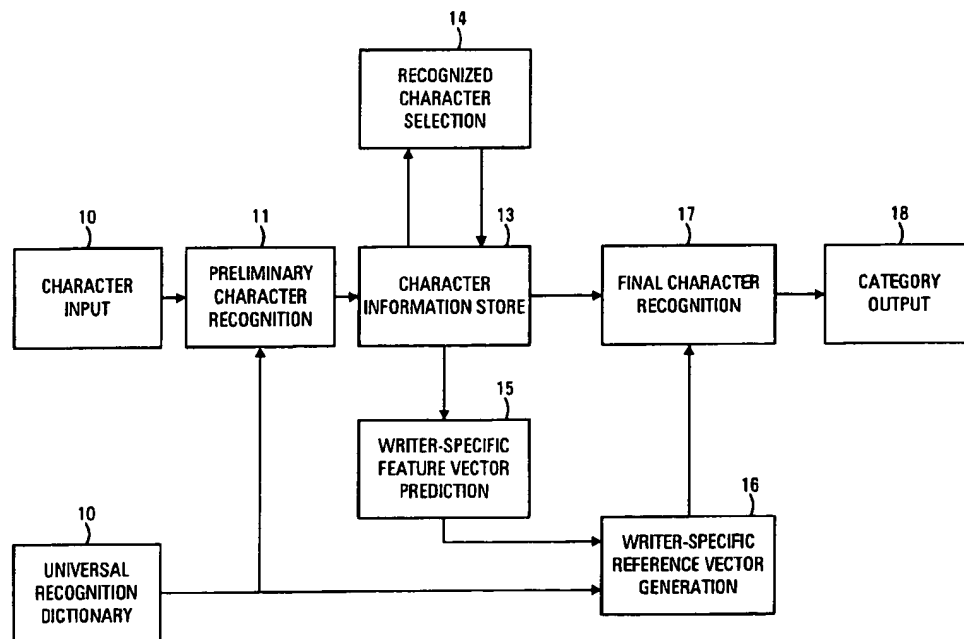 14
RECOGNIZED
CHARACTER
SELECTION
10
CHARACTER
INPUT
11
PRELIMINARY
CHARACTER
RECOGNITION
13
CHARACTER
INFORMATION STORE
17
FINAL CHARACTER
RECOGNITION
18
CATEGORY
OUTPUT
15
WRITER-SPECIFIC
FEATURE VECTOR
PREDICTION
10
UNIVERSAL
RECOGNITION
DICTIONARY
16
WRITER-SPECIFIC
REFERENCE VECTOR
GENERATION